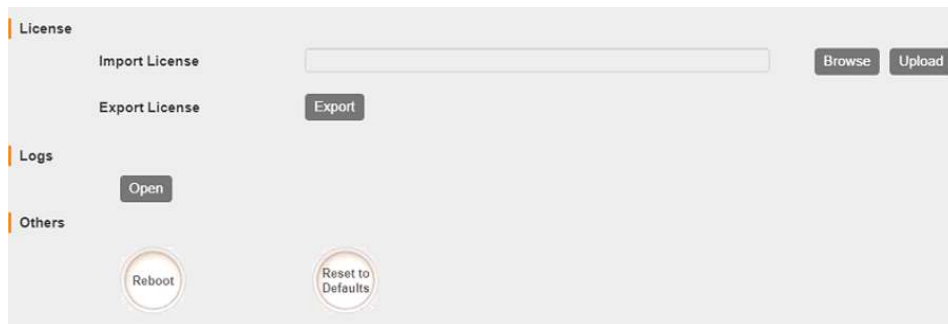 License
Import License Browse Upload
Export License Export
Logs
Open
Others
Reboot Reset to
Defaults